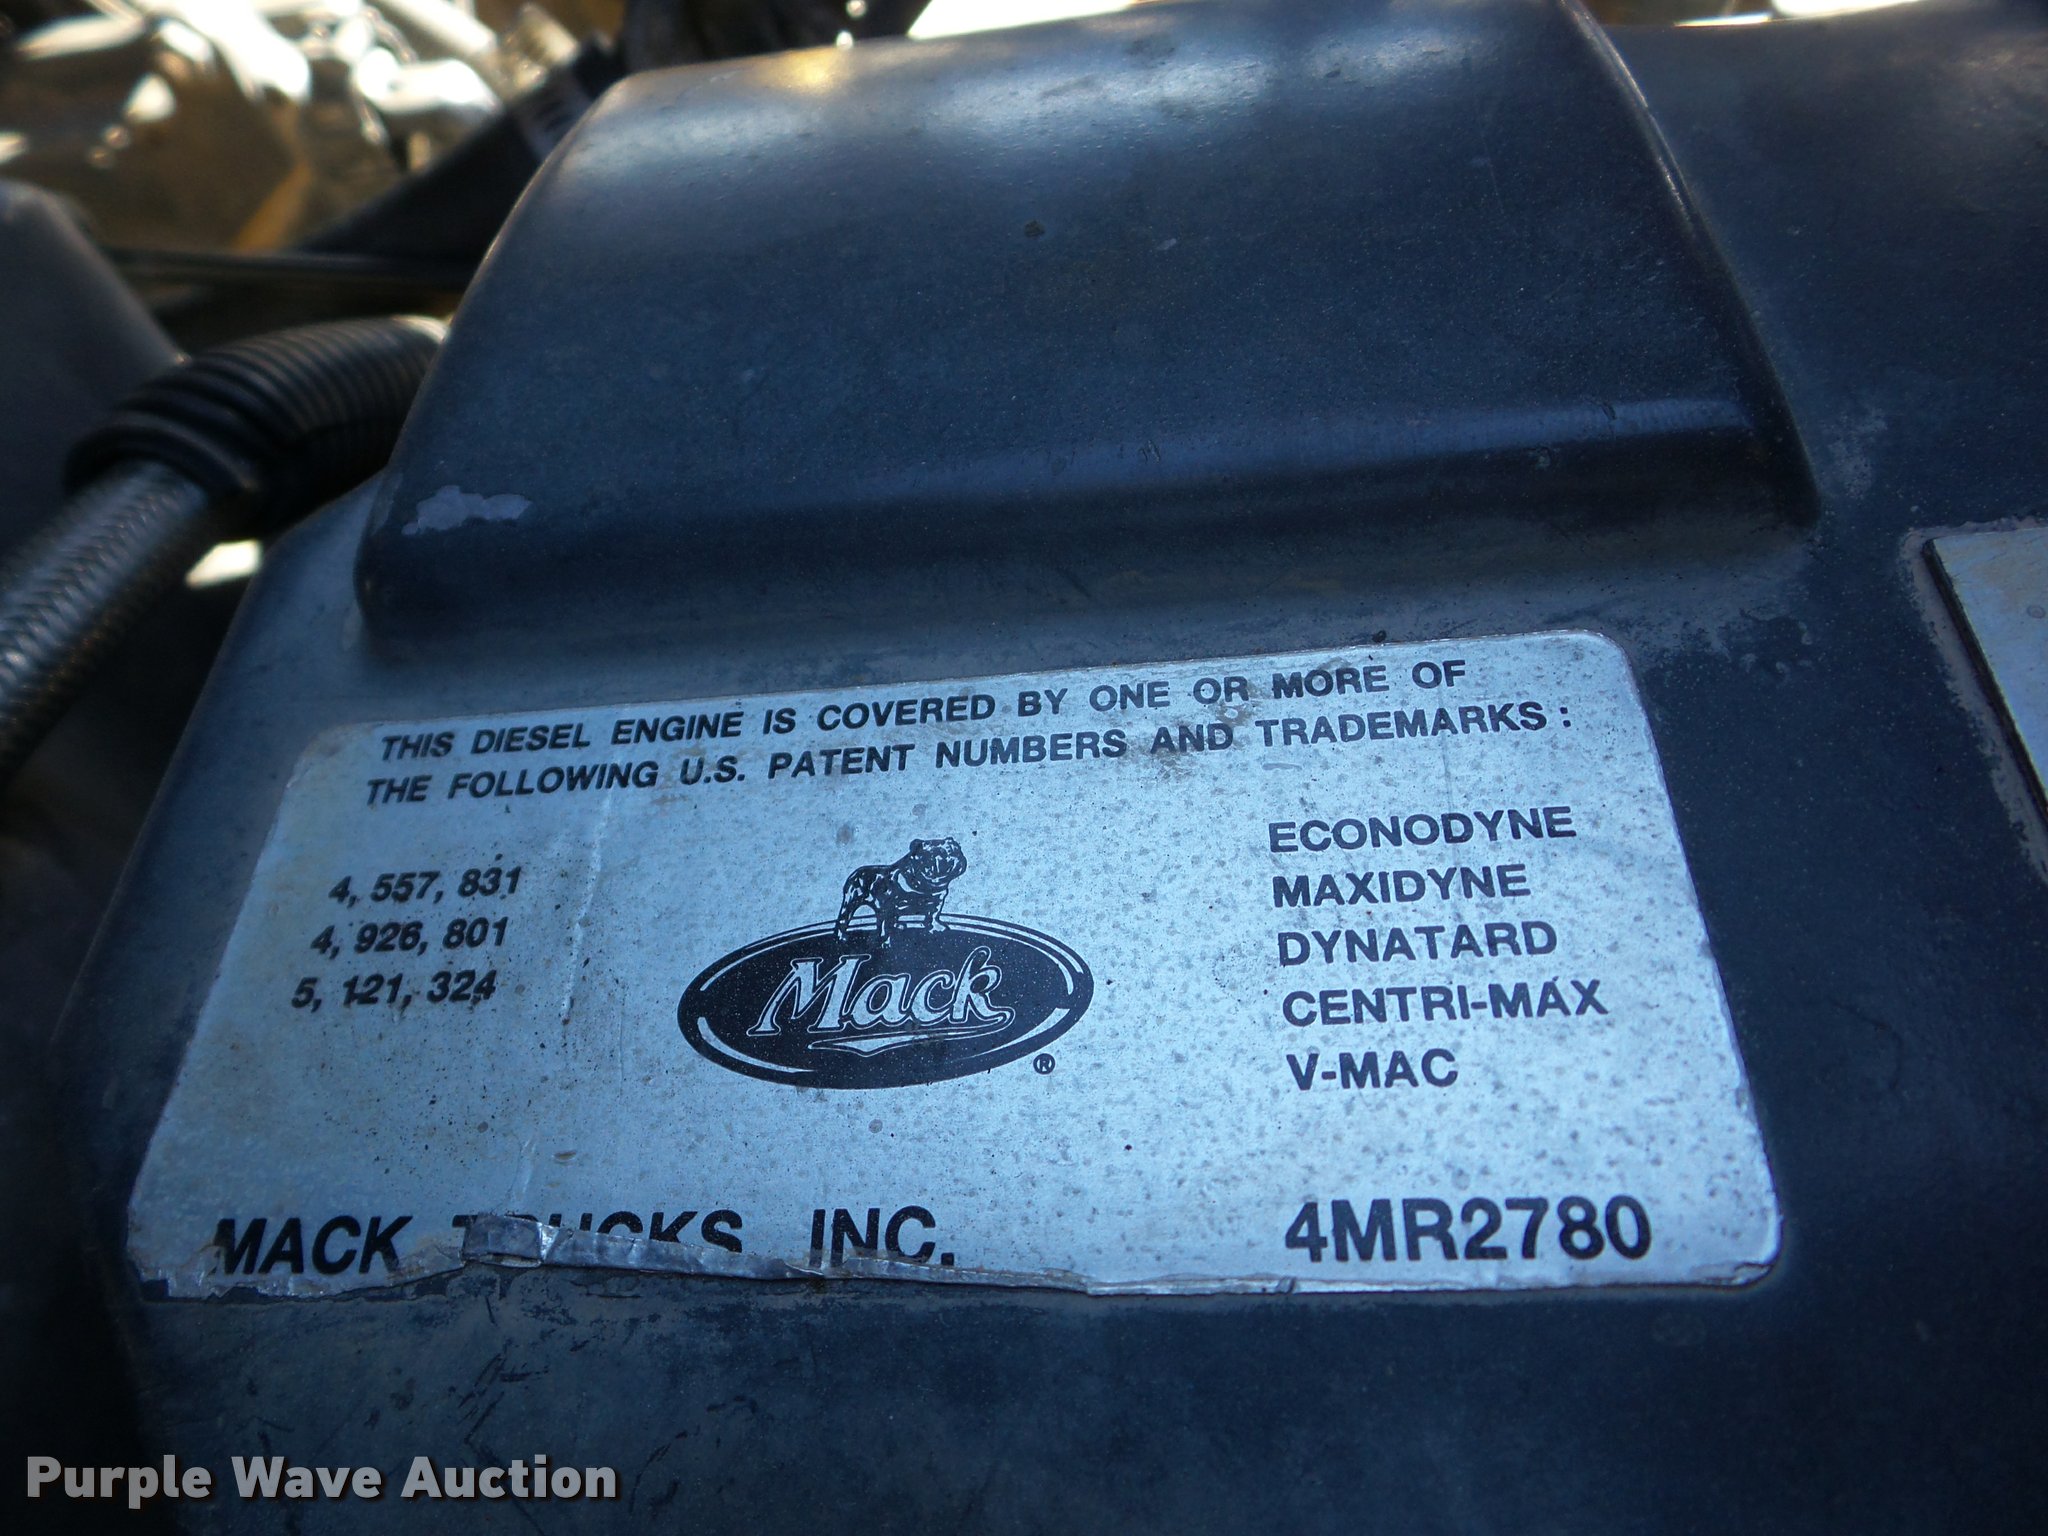 THIS DIESEL ENGINE IS COVERED BY ONE OR MORE OF
THE FOLLOWING U.S. PATENT NUMBERS AND TRADEMARKS :
4, 557, 831
4, 926, 801
5, 121, 324
Mack
®
ECONODYNE
MAXIDYNE
DYNATARD
CENTRI-MAX
V-MAC
MACK TRUCKS, INC.
4MR2780
Purple Wave Auction